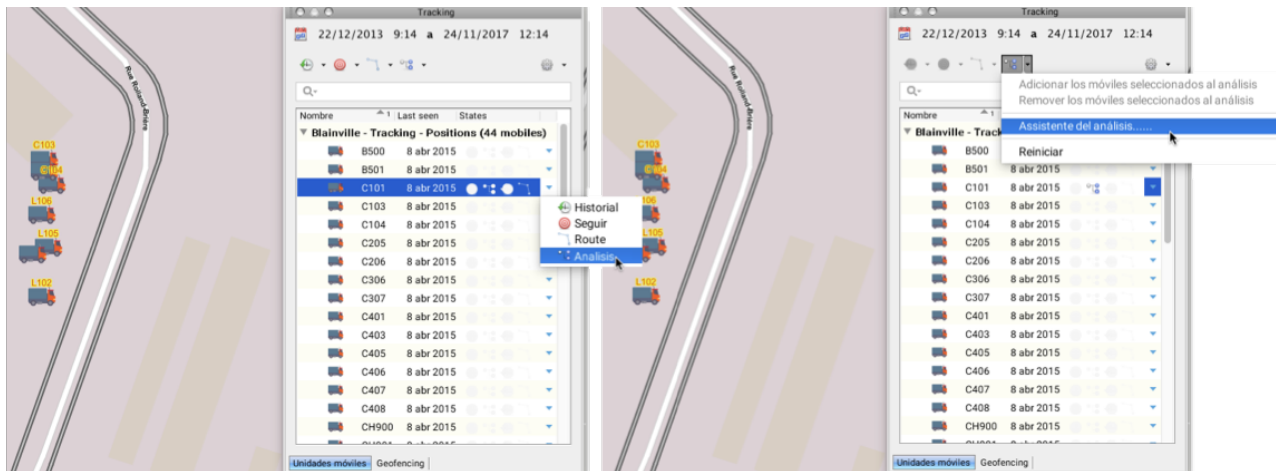 Tracking
22/12/2013 9:14 a 24/11/2017 12:14
Nombre 1 Last seen States
Blainville - Tracking - Positions (44 mobiles)
B500 8 abr 2015
B501 8 abr 2015
C101 8 abr 2015
C103 8 abr 2015
C104 8 abr 2015
C205 8 abr 2015
C206 8 abr 2015
C306 8 abr 2015
C307 8 abr 2015
C401 8 abr 2015
C403 8 abr 2015
C405 8 abr 2015
C406 8 abr 2015
C407 8 abr 2015
C408 8 abr 2015
CH900 8 abr 2015
Unidades móviles Geofencing
Historial
Seguir
Route
Analisis
Rue Rolland-Brière
C103
C104
L106
L105
L102
Tracking
22/12/2013 9:14 a 24/11/2017 12:14
Adicionar los móviles seleccionados al análisis
Remover los móviles seleccionados al análisis
Assistente del análisis......
Reiniciar
Nombre
Blainville - Track
B500
B501 8 abr 2015
C101 8 abr 2015
C103 8 abr 2015
C104 8 abr 2015
C205 8 abr 2015
C206 8 abr 2015
C306 8 abr 2015
C307 8 abr 2015
C401 8 abr 2015
C403 8 abr 2015
C405 8 abr 2015
C406 8 abr 2015
C407 8 abr 2015
C408 8 abr 2015
CH900 8 abr 2015
Unidades móviles Geofencing
Rue Rolland-Brière
C103
C104
L105
L102